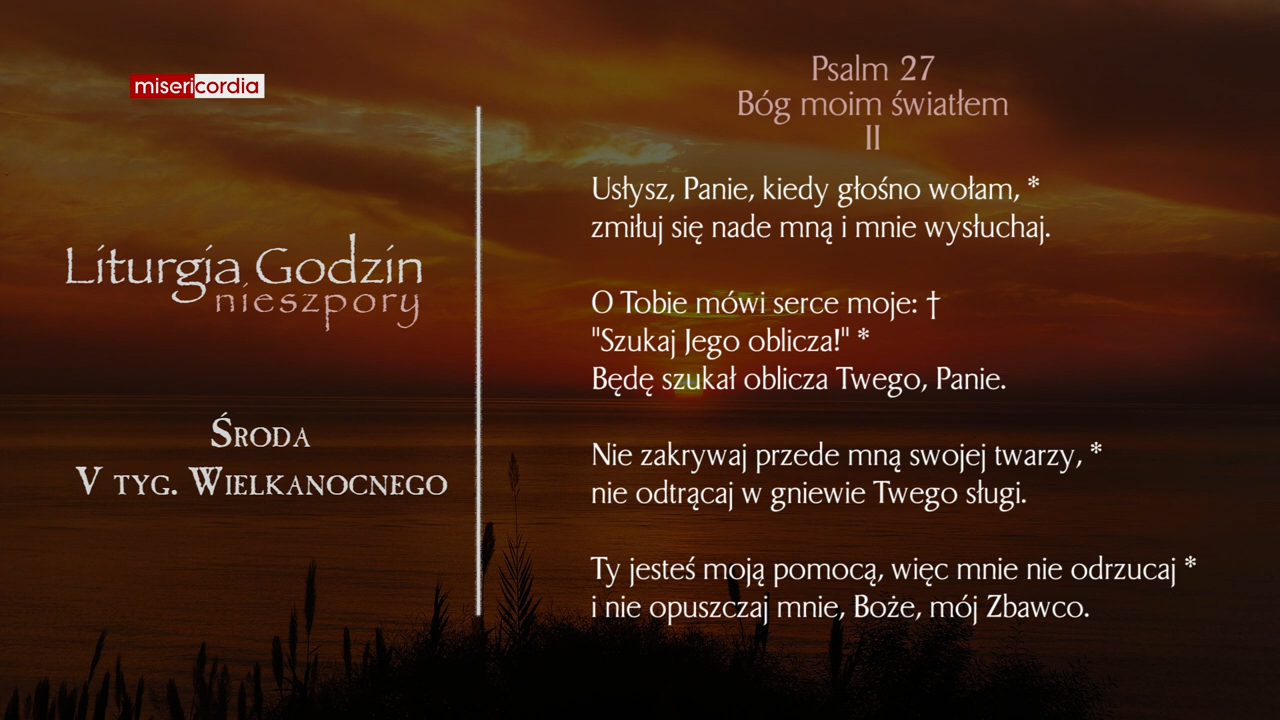 misericordia
Liturgia Godzin
nieszpory
Środa
V tyg. Wielkanocnego
Psalm 27
Bóg moim światłem
II
Usłysz, Panie, kiedy głośno wołam, *
zmiłuj się nade mną i mnie wysłuchaj.
O Tobie mówi serce moje: †
"Szukaj Jego oblicza!" *
Będę szukał oblicza Twego, Panie.
Nie zakrywaj przede mną swojej twarzy, *
nie odtrącaj w gniewie Twego sługi.
Ty jesteś moją pomocą, więc mnie nie odrzucaj *
i nie opuszczaj mnie, Boże, mój Zbawco.